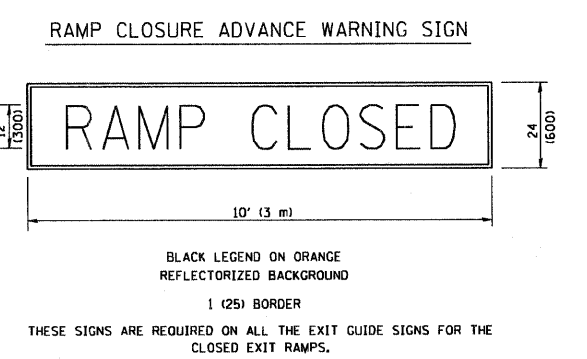 RAMP CLOSURE ADVANCE WARNING SIGN
RAMP CLOSED
12
(300)
24
(600)
10' (3 m)
BLACK LEGEND ON ORANGE
REFLECTORIZED BACKGROUND
1 (25) BORDER
THESE SIGNS ARE REQUIRED ON ALL THE EXIT GUIDE SIGNS FOR THE
CLOSED EXIT RAMPS.